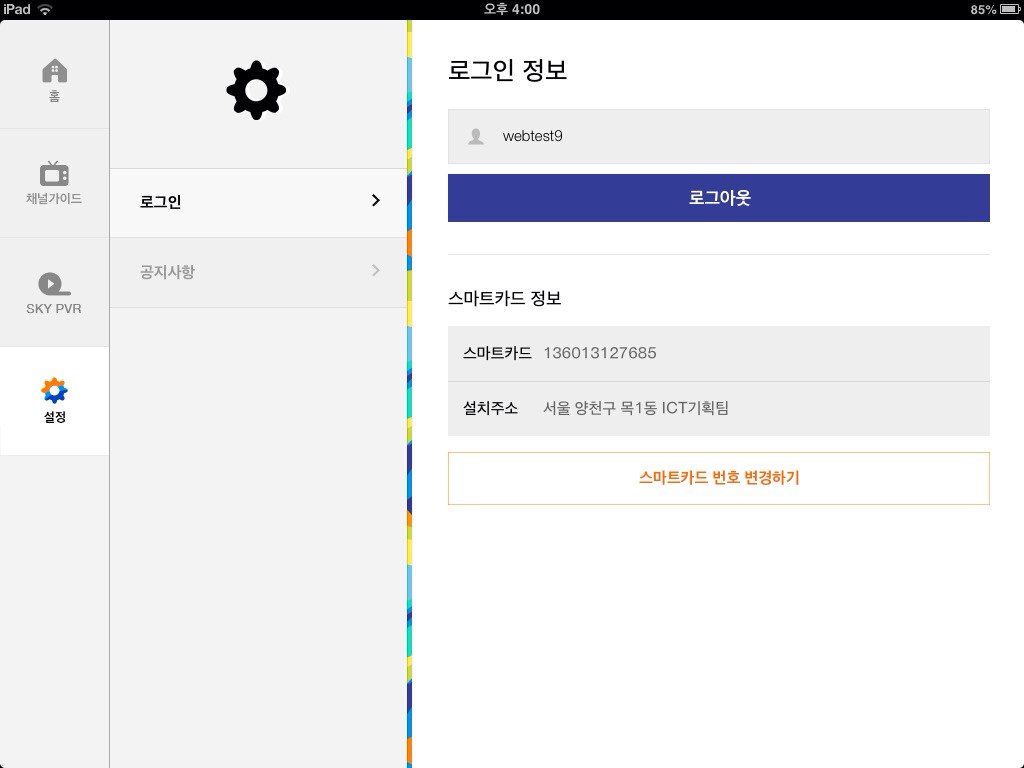 iPad
오후 4:00
85%
홈
채널가이드
SKY PVR
설정
로그인
공지사항
로그인 정보
webtest9
로그아웃
스마트카드 정보
스마트카드 136013127685
설치주소 서울 양천구 목1동 ICT기획팀
스마트카드 번호 변경하기